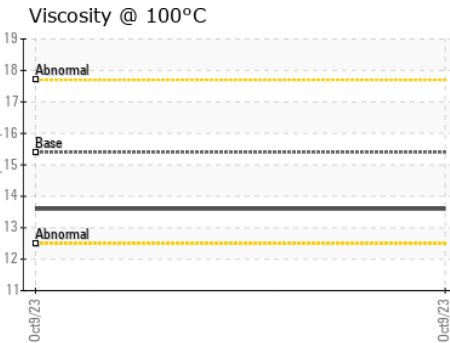 Viscosity @ 100°C
19
18
Abnormal
17
16
Base
15
14
13
Abnormal
12
11
Oct9/23
Oct9/23